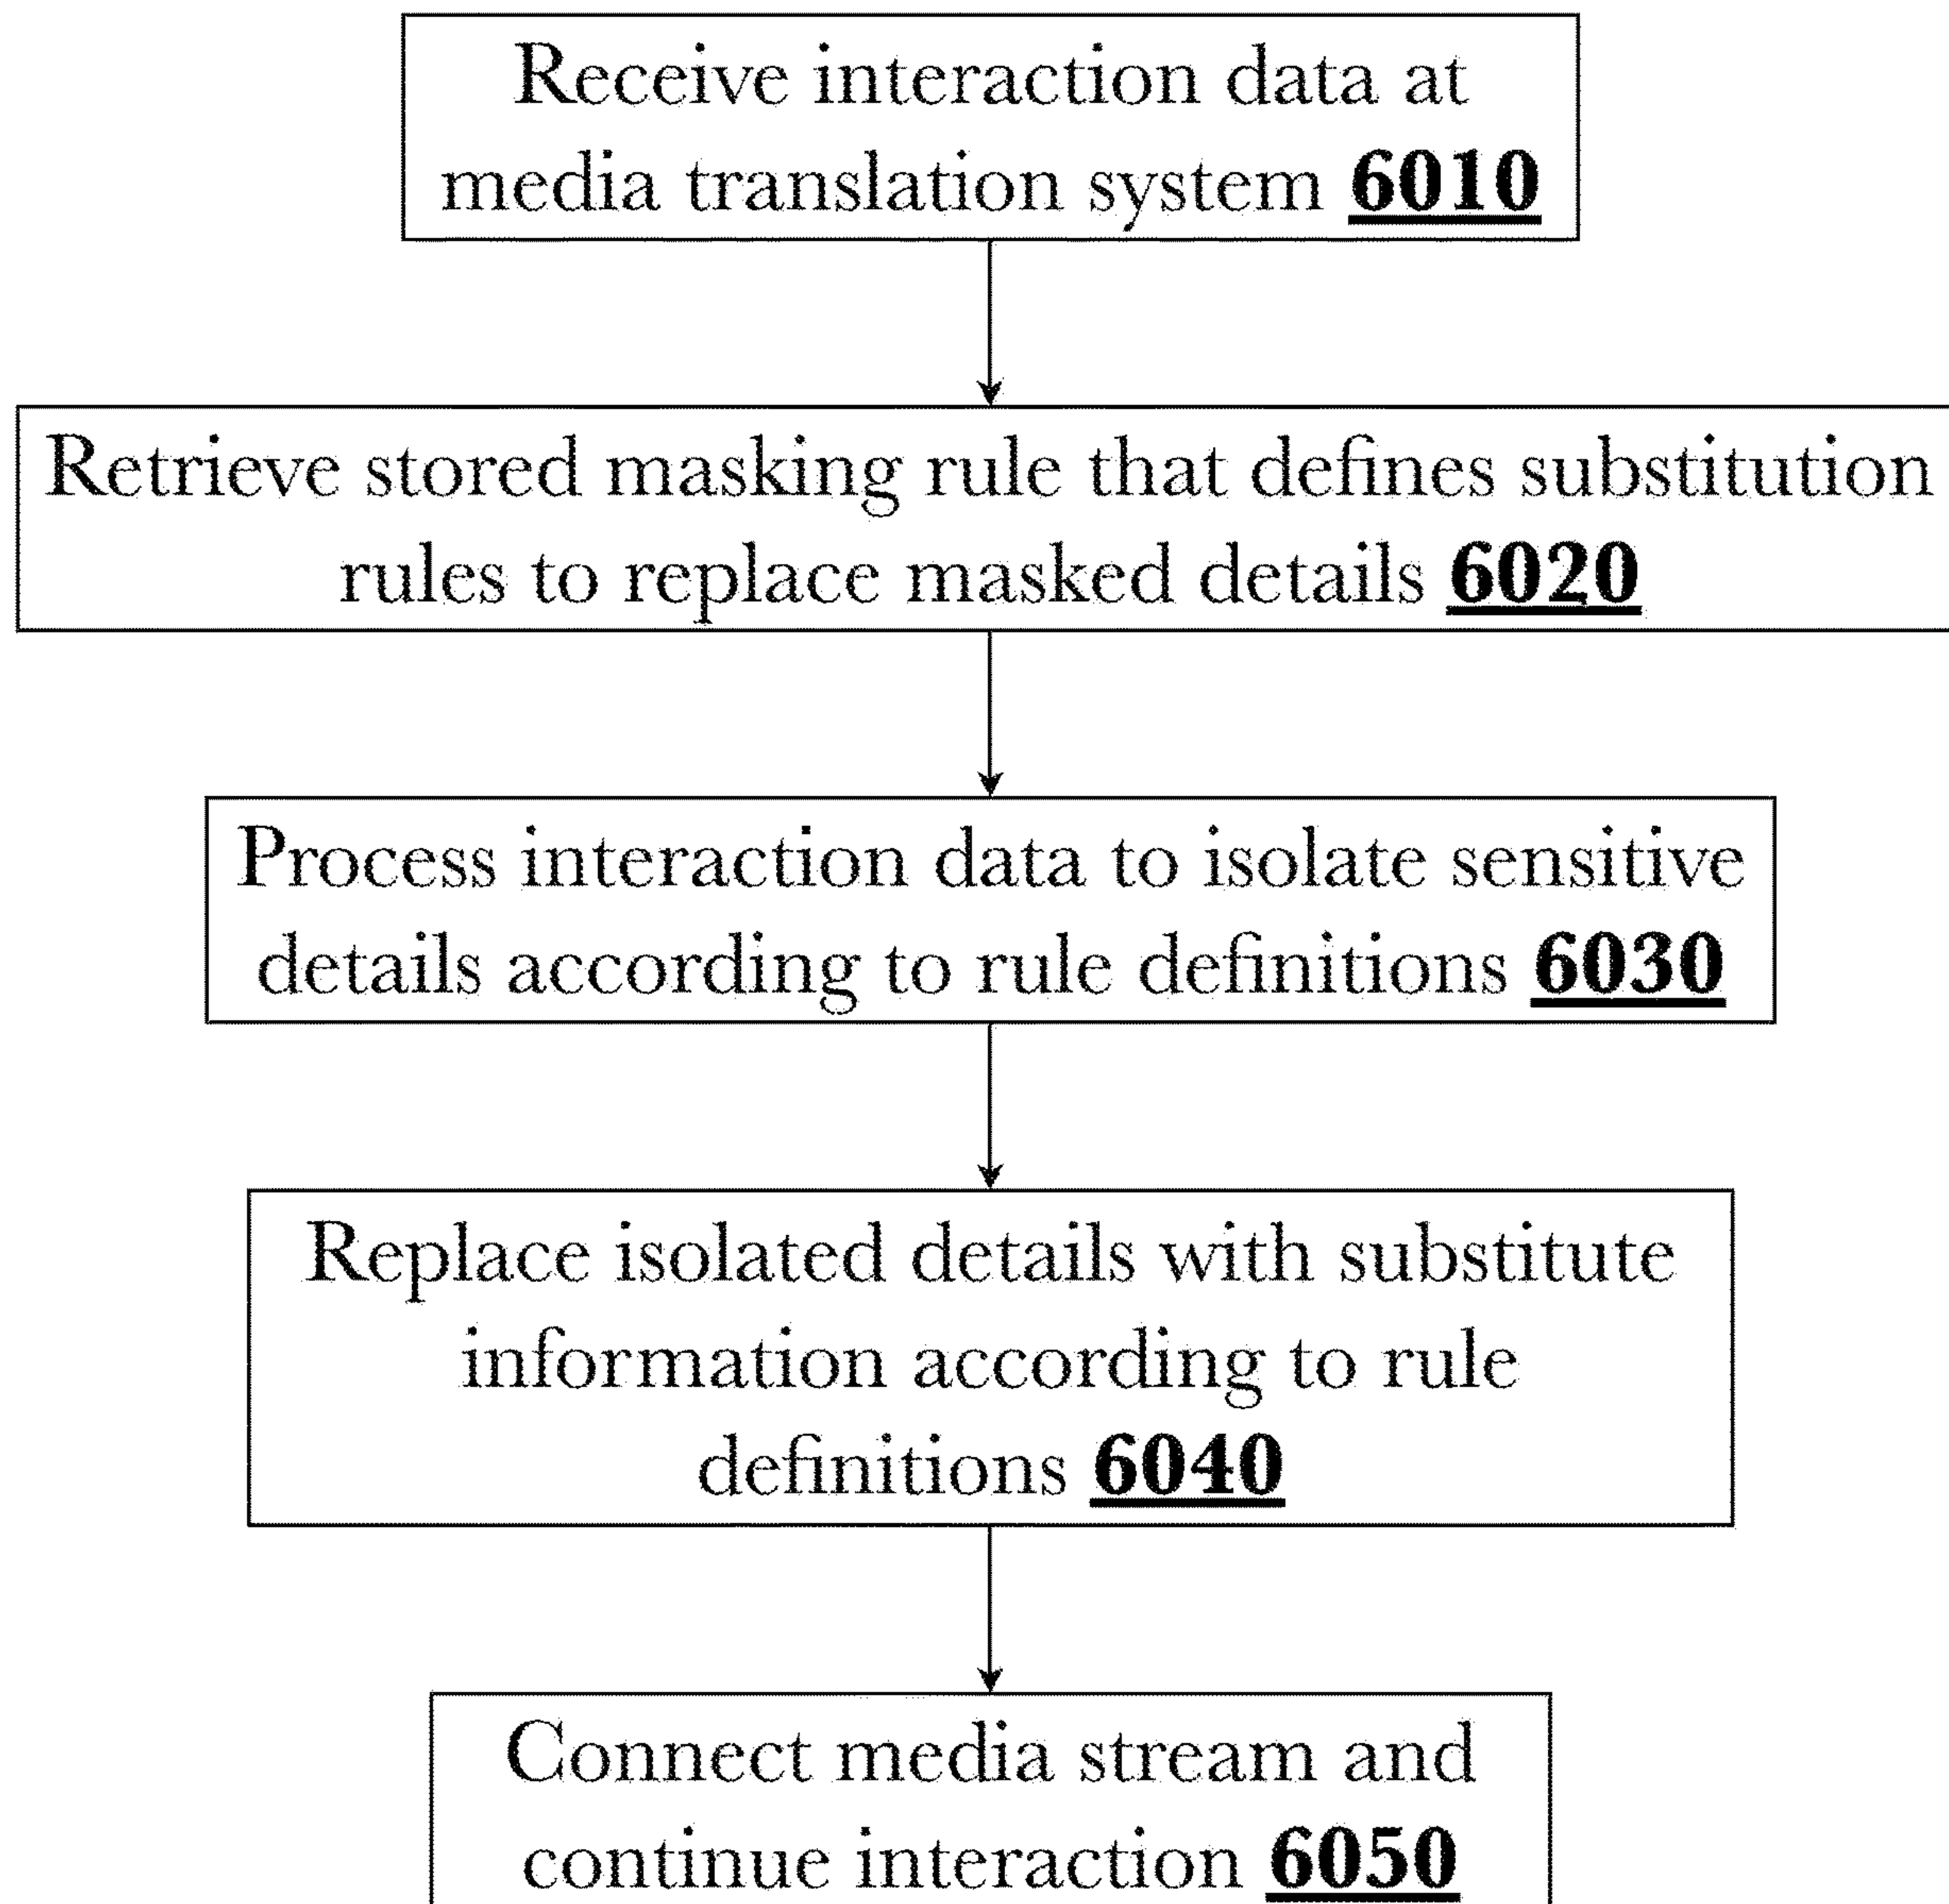 Receive interaction data at
media translation system 6010
Retrieve stored masking rule that defines substitution
rules to replace masked details 6020
Process interaction data to isolate sensitive
details according to rule definitions 6030
Replace isolated details with substitute
information according to rule
definitions 6040
Connect media stream and
continue interaction 6050